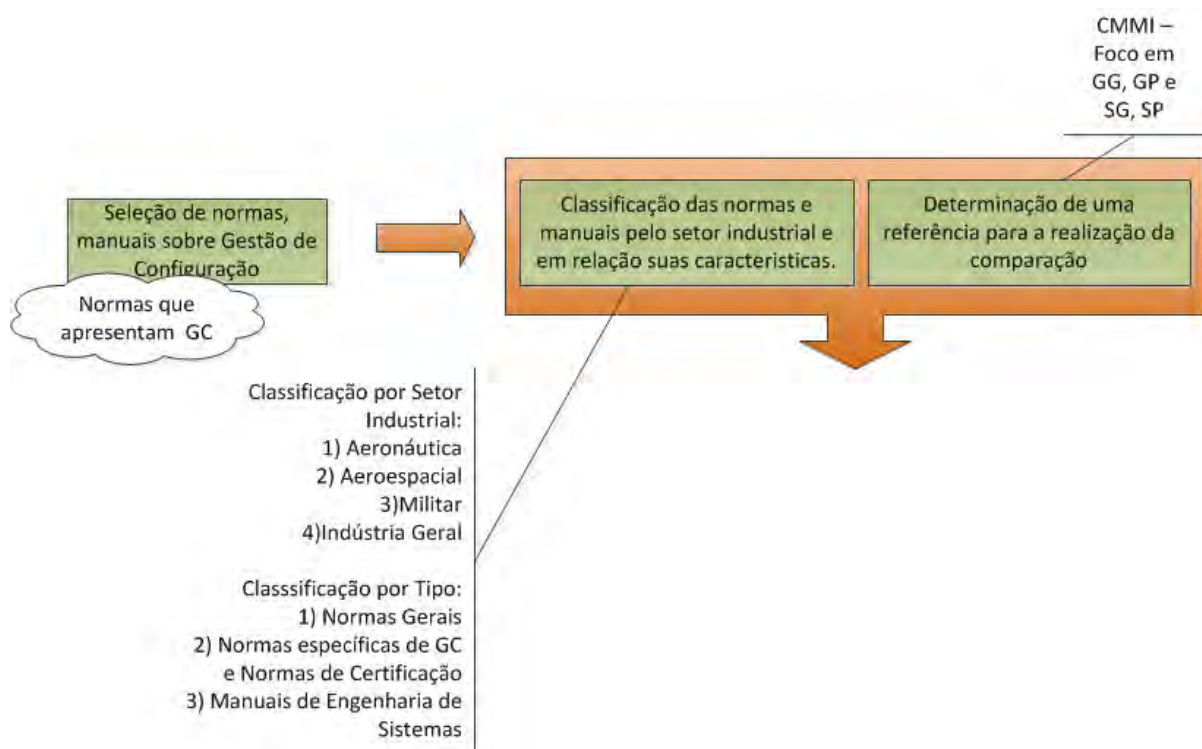 CMMI –
Foco em
GG, GP e
SG, SP
Seleção de normas,
manuais sobre Gestão de
Configuração
Normas que
apresentam GC
Classificação das normas e
manuais pelo setor industrial e
em relação suas caracteristicas.
Determinação de uma
referência para a realização da
comparação
Classificação por Setor
Industrial:
1) Aeronáutica
2) Aeroespacial
3)Militar
4)Indústria Geral
Classsificação por Tipo:
1) Normas Gerais
2) Normas específicas de GC
e Normas de Certificação
3) Manuais de Engenharia de
Sistemas